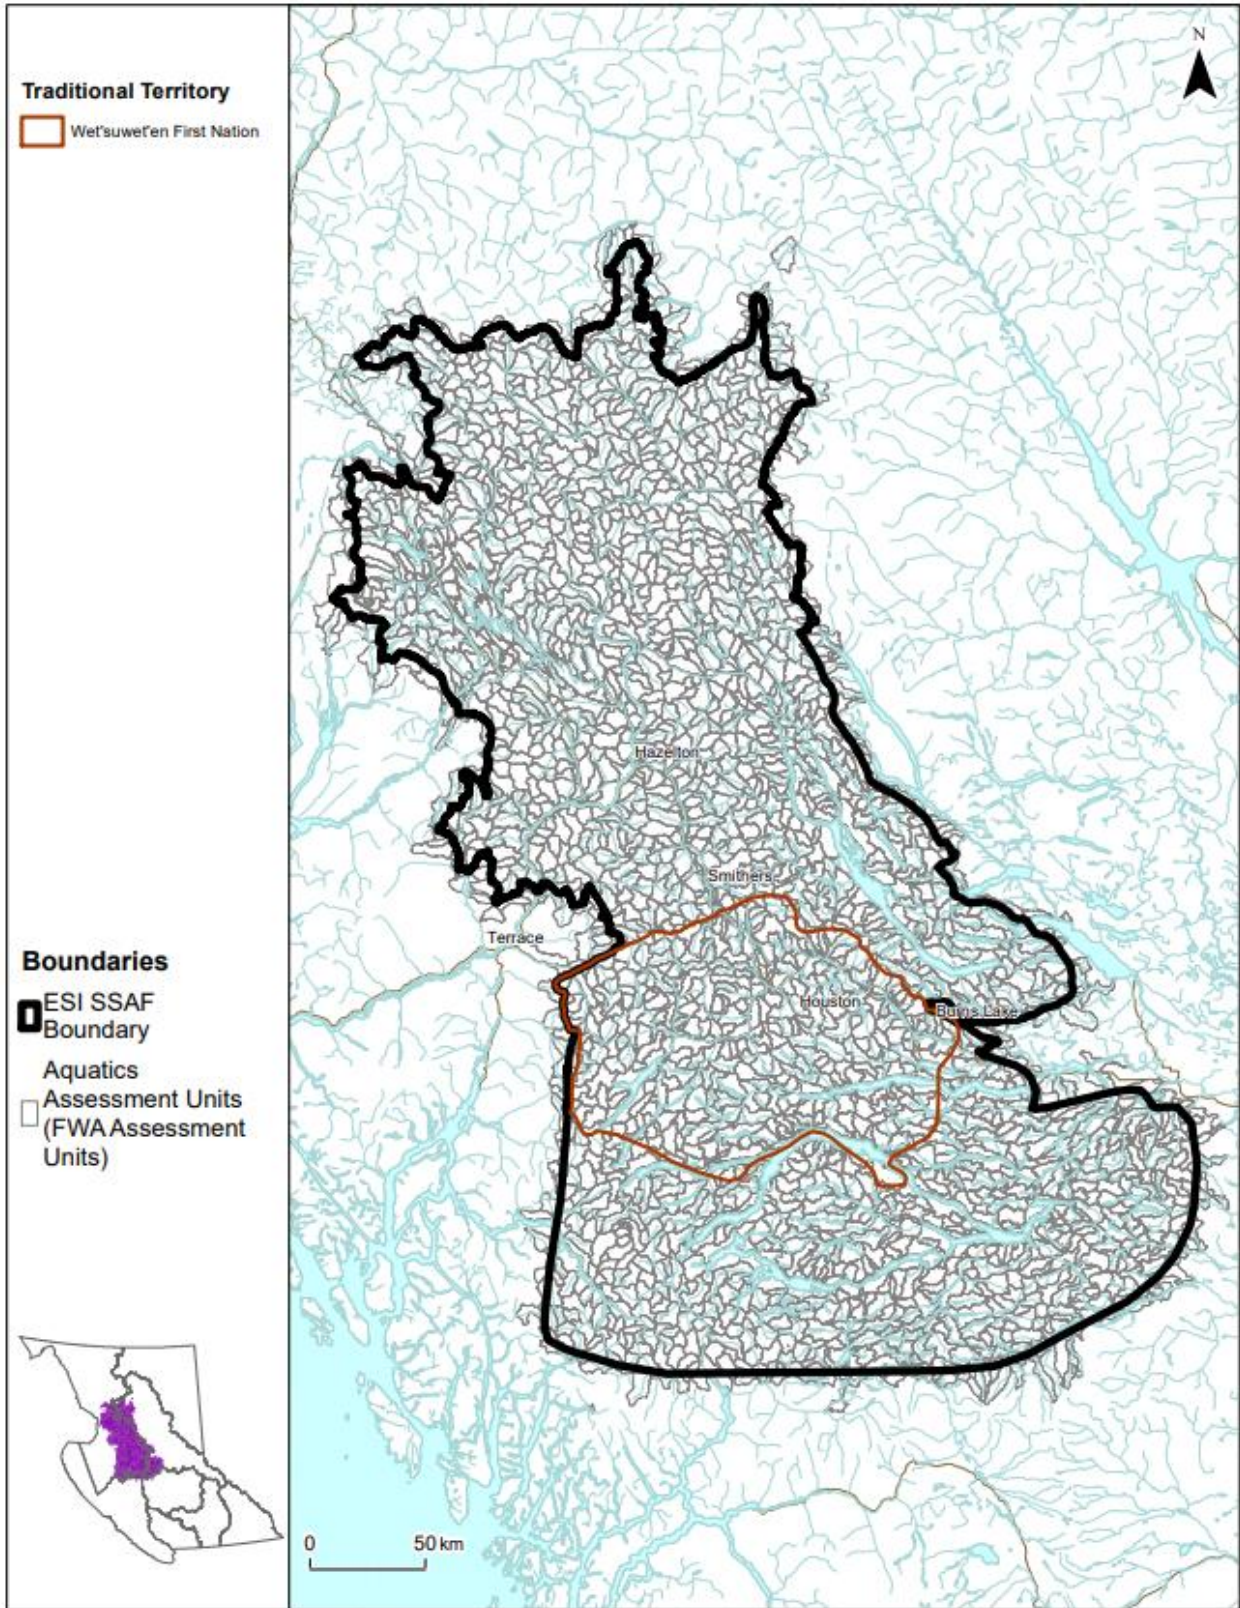 N
Traditional Territory
Wet'suwet'en First Nation
Hazelton
Smithers
Terrace
Houston
Burns Lake
Boundaries
ESI SSAF
Boundary
Aquatics
Assessment Units
(FWA Assessment
Units)
0 50 km